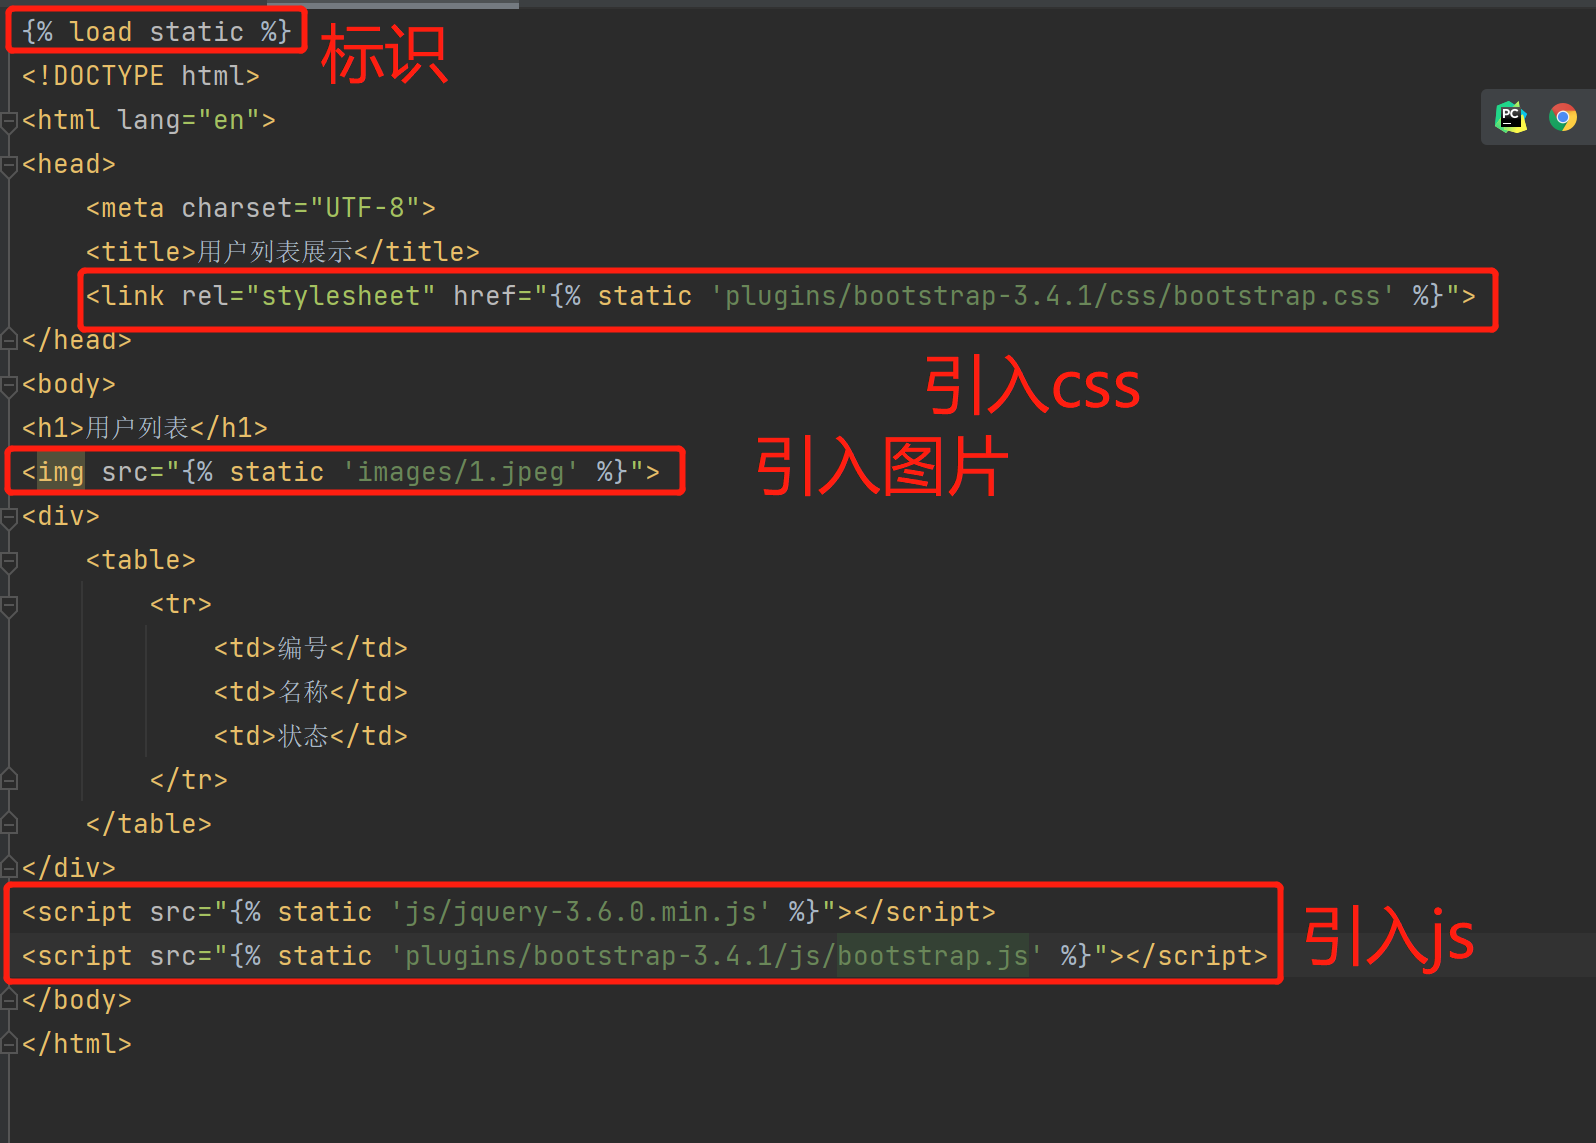 {% load static %}
标识
<!DOCTYPE html>
<html lang="en">
<head>
<meta charset="UTF-8">
<title>用户列表展示</title>
<link rel="stylesheet" href="{% static 'plugins/bootstrap-3.4.1/css/bootstrap.css' %}">
</head>
引入css
<body>
<h1>用户列表</h1>
<img src="{% static 'images/1.jpeg' %}">
引入图片
<div>
<table>
<tr>
<td>编号</td>
<td>名称</td>
<td>状态</td>
</tr>
</table>
</div>
<script src="{% static 'js/jquery-3.6.0.min.js' %}"></script>
<script src="{% static 'plugins/bootstrap-3.4.1/js/bootstrap.js' %}"></script>
引入js
</body>
</html>
PC